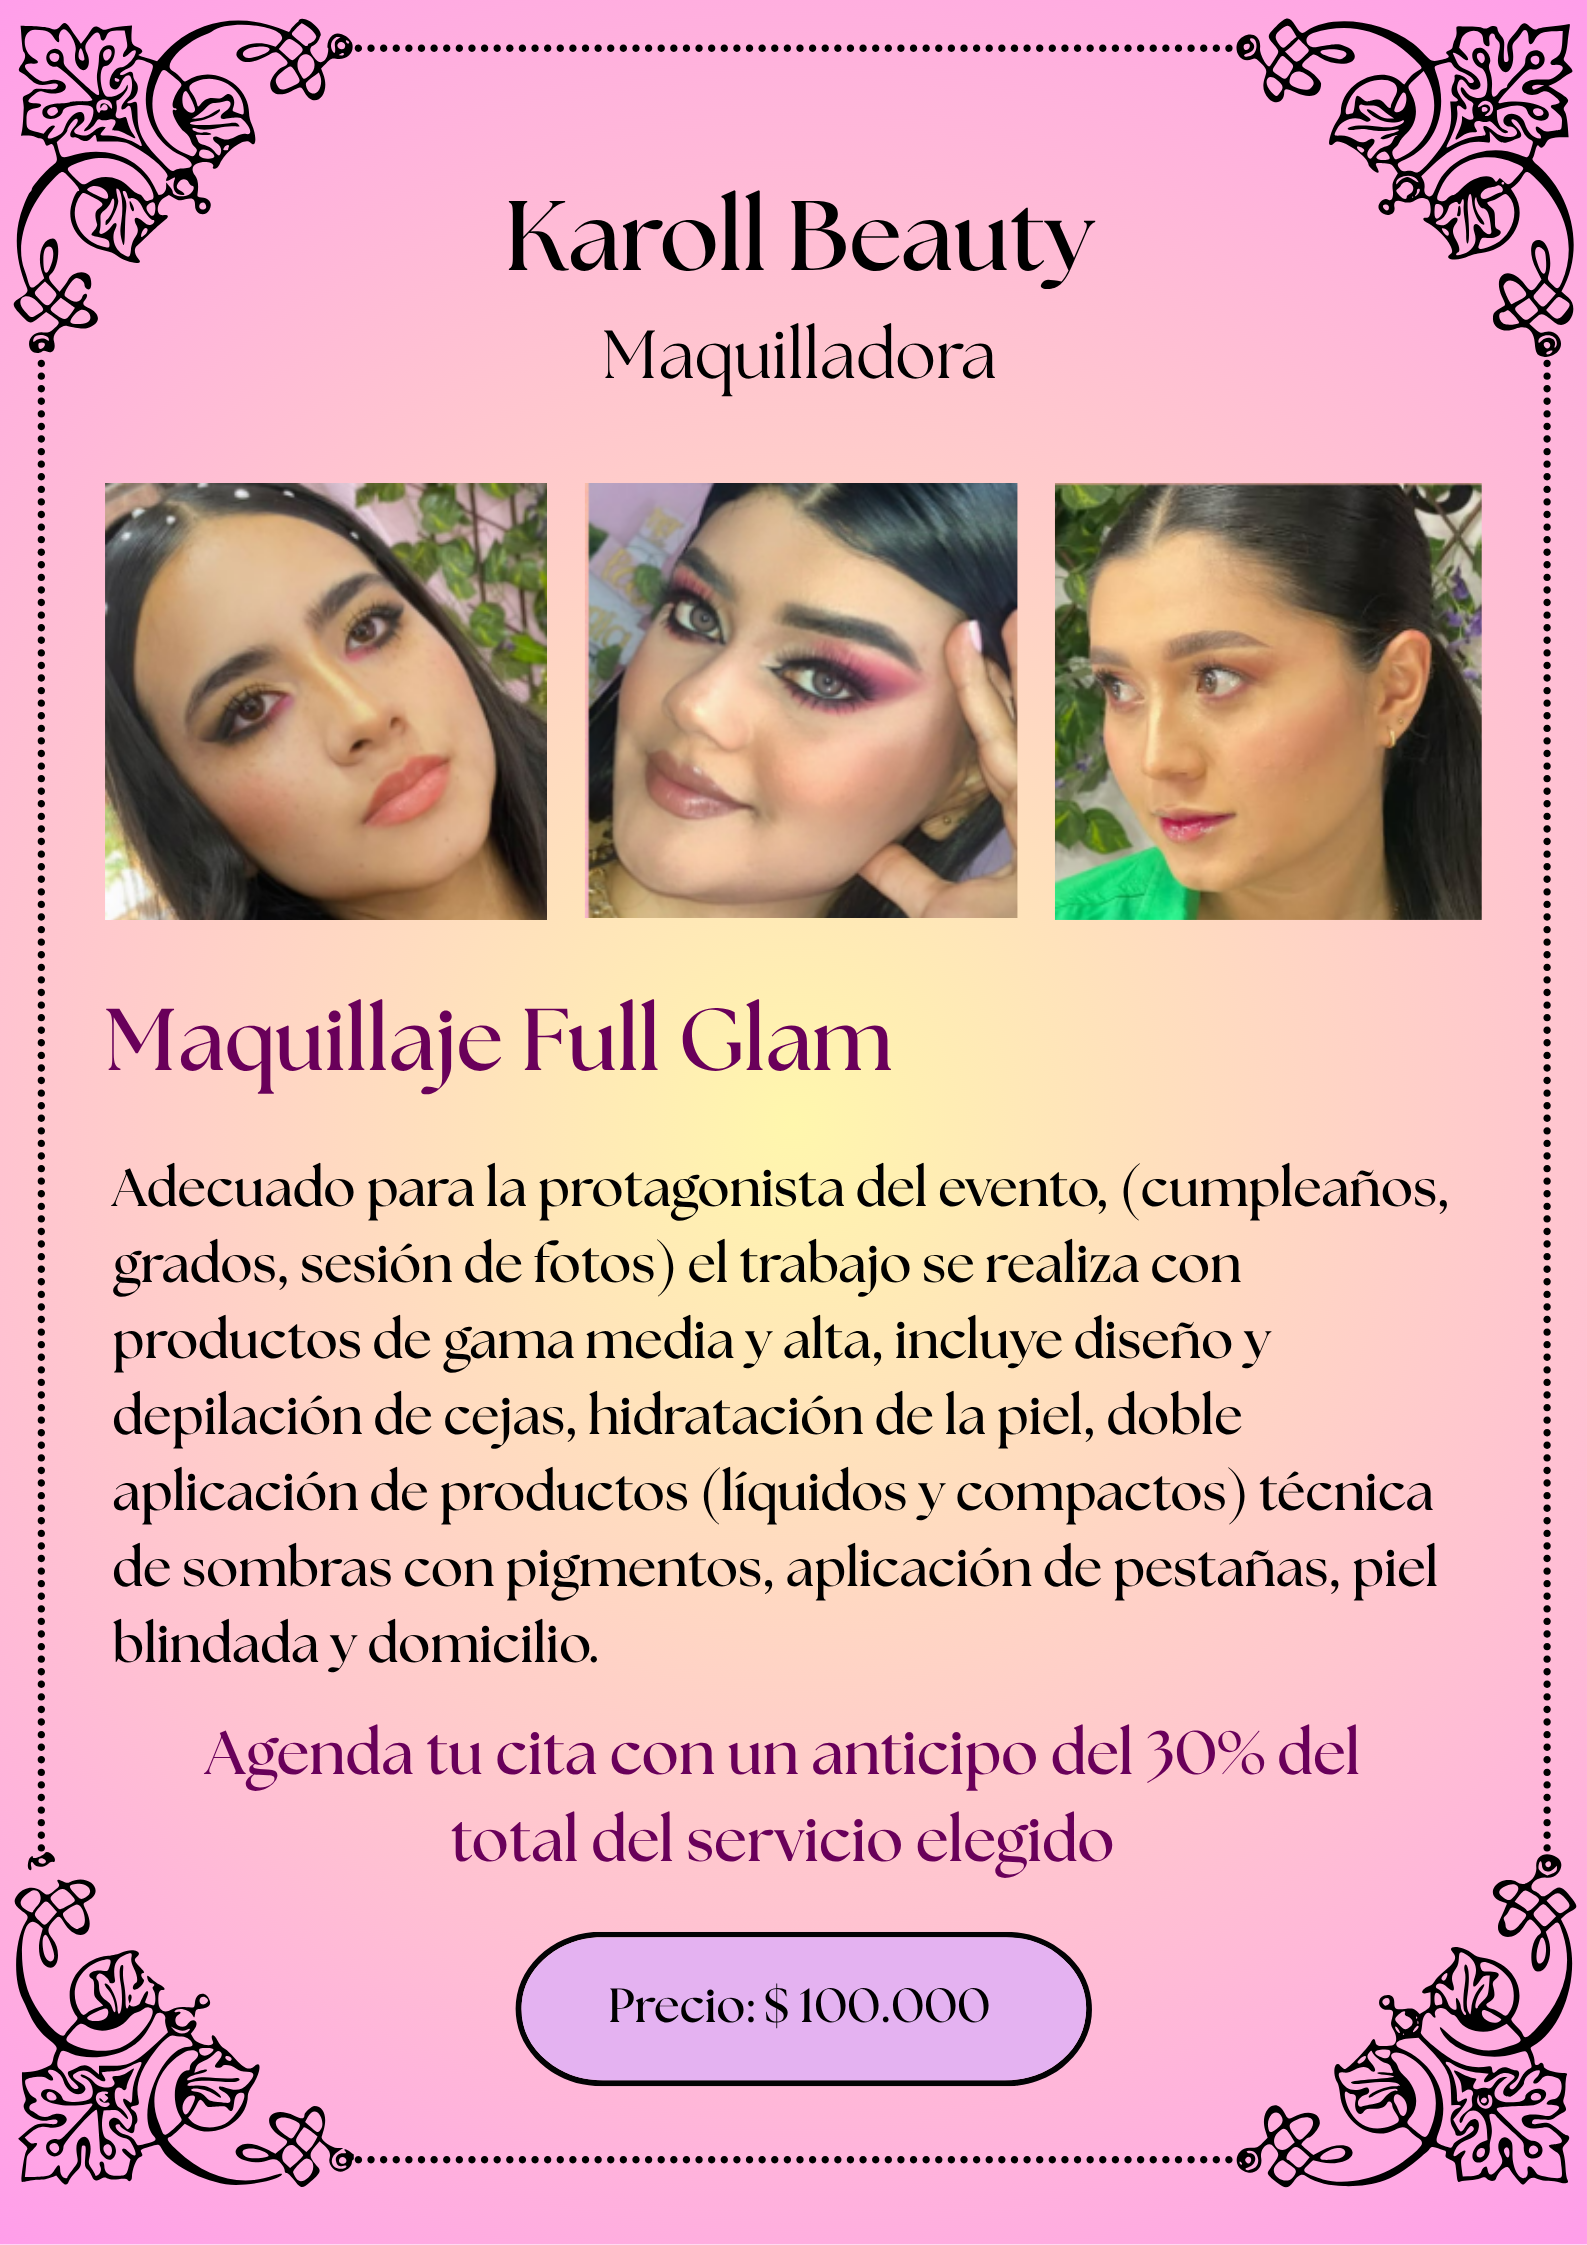 Karoll Beauty
Maquilladora
Maquillaje Full Glam
Adecuado para la protagonista del evento, (cumpleaños,
grados, sesión de fotos) el trabajo se realiza con
productos de gama media y alta, incluye diseño y
depilación de cejas, hidratación de la piel, doble
aplicación de productos (líquidos y compactos) técnica
de sombras con pigmentos, aplicación de pestañas, piel
blindada y domicilio.
Agenda tu cita con un anticipo del 30% del
total del servicio elegido
Precio: $ 100.000